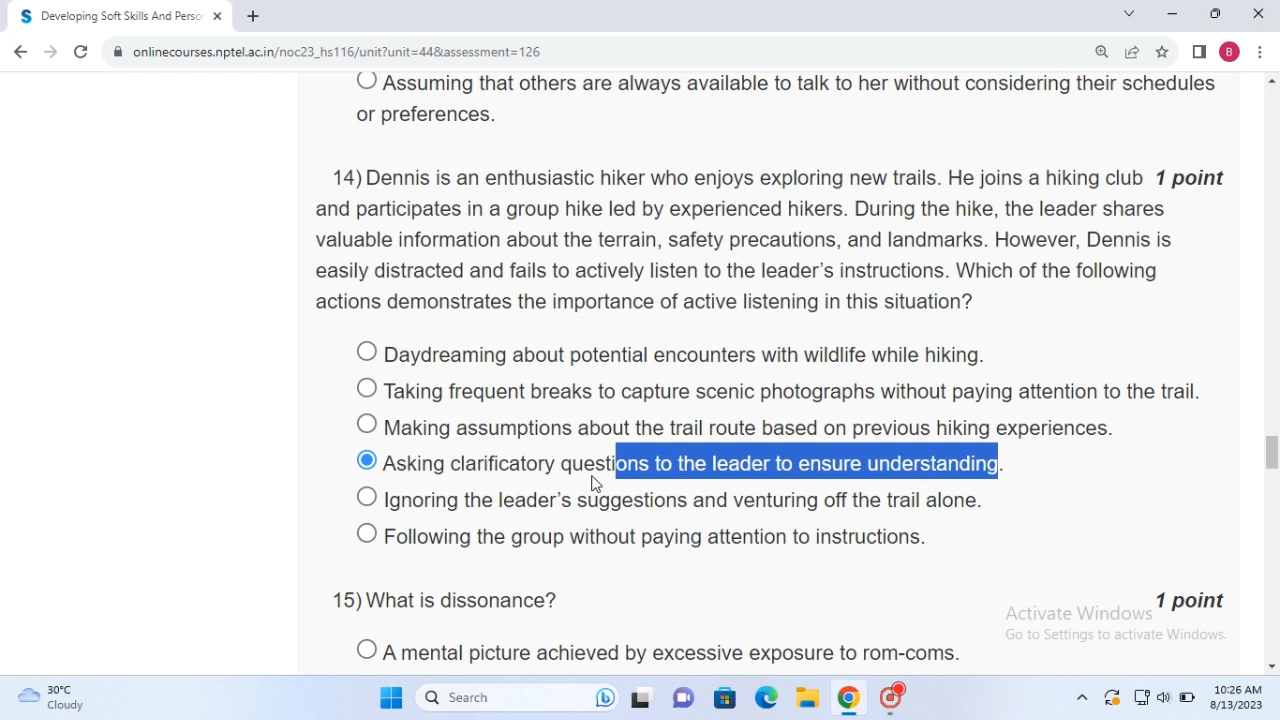 Developing Soft Skills And Perso
onlinecourses.nptel.ac.in/noc23_hs116/unit?unit=44&assessment=126
B
Assuming that others are always available to talk to her without considering their schedules
or preferences.
14) Dennis is an enthusiastic hiker who enjoys exploring new trails. He joins a hiking club 1 point
and participates in a group hike led by experienced hikers. During the hike, the leader shares
valuable information about the terrain, safety precautions, and landmarks. However, Dennis is
easily distracted and fails to actively listen to the leader's instructions. Which of the following
actions demonstrates the importance of active listening in this situation?
Daydreaming about potential encounters with wildlife while hiking.
Taking frequent breaks to capture scenic photographs without paying attention to the trail.
Making assumptions about the trail route based on previous hiking experiences.
Asking clarificatory questions to the leader to ensure understanding.
Ignoring the leader's suggestions and venturing off the trail alone.
Following the group without paying attention to instructions.
15) What is dissonance? 1 point
Activate Windows
Go to Settings to activate Windows.
A mental picture achieved by excessive exposure to rom-coms.
30°C
Cloudy
Search
10:26 AM
8/13/2023